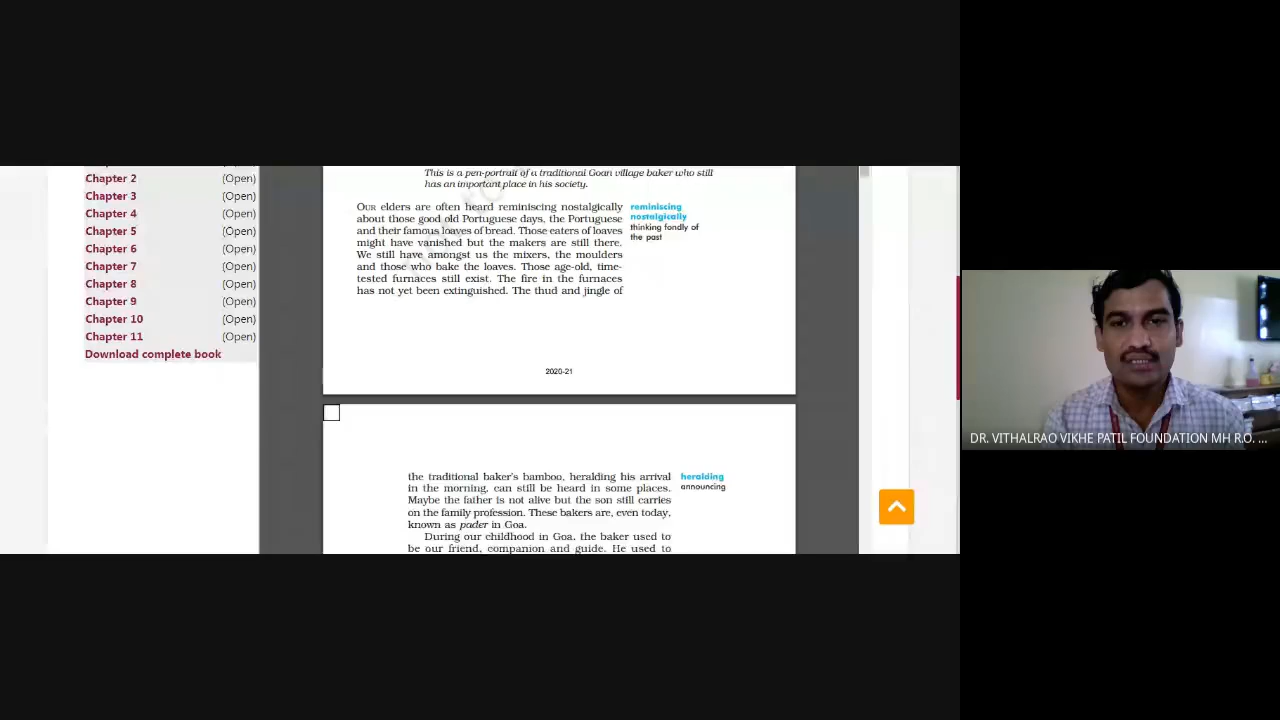 Chapter 2 (Open)
Chapter 3 (Open)
Chapter 4 (Open)
Chapter 5 (Open)
Chapter 6 (Open)
Chapter 7 (Open)
Chapter 8 (Open)
Chapter 9 (Open)
Chapter 10 (Open)
Chapter 11 (Open)
Download complete book
This is a pen-portrait of a traditional Goan village baker who still
has an important place in his society.
OUR elders are often heard reminiscing nostalgically
about those good old Portuguese days, the Portuguese
and their famous loaves of bread. Those eaters of loaves
might have vanished but the makers are still there.
We still have amongst us the mixers, the moulders
and those who bake the loaves. Those age-old, time-
tested furnaces still exist. The fire in the furnaces
has not yet been extinguished. The thud and jingle of
reminiscing
nostalgically
thinking fondly of
the past
2020-21
the traditional baker's bamboo, heralding his arrival
in the morning, can still be heard in some places.
Maybe the father is not alive but the son still carries
on the family profession. These bakers are, even today,
known as pader in Goa.
During our childhood in Goa, the baker used to
be our friend, companion and guide. He used to
heralding
announcing
DR. VITHALRAO VIKHE PATIL FOUNDATION MH R.O. ...